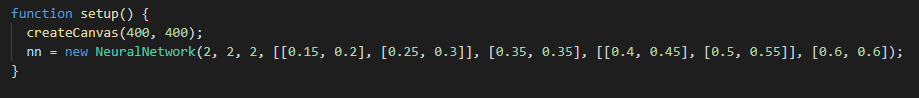 function setup() {
createCanvas(400, 400);
nn = new NeuralNetwork(2, 2, 2, [[0.15, 0.2], [0.25, 0.3]], [0.35, 0.35], [[0.4, 0.45], [0.5, 0.55]], [0.6, 0.6]);
}